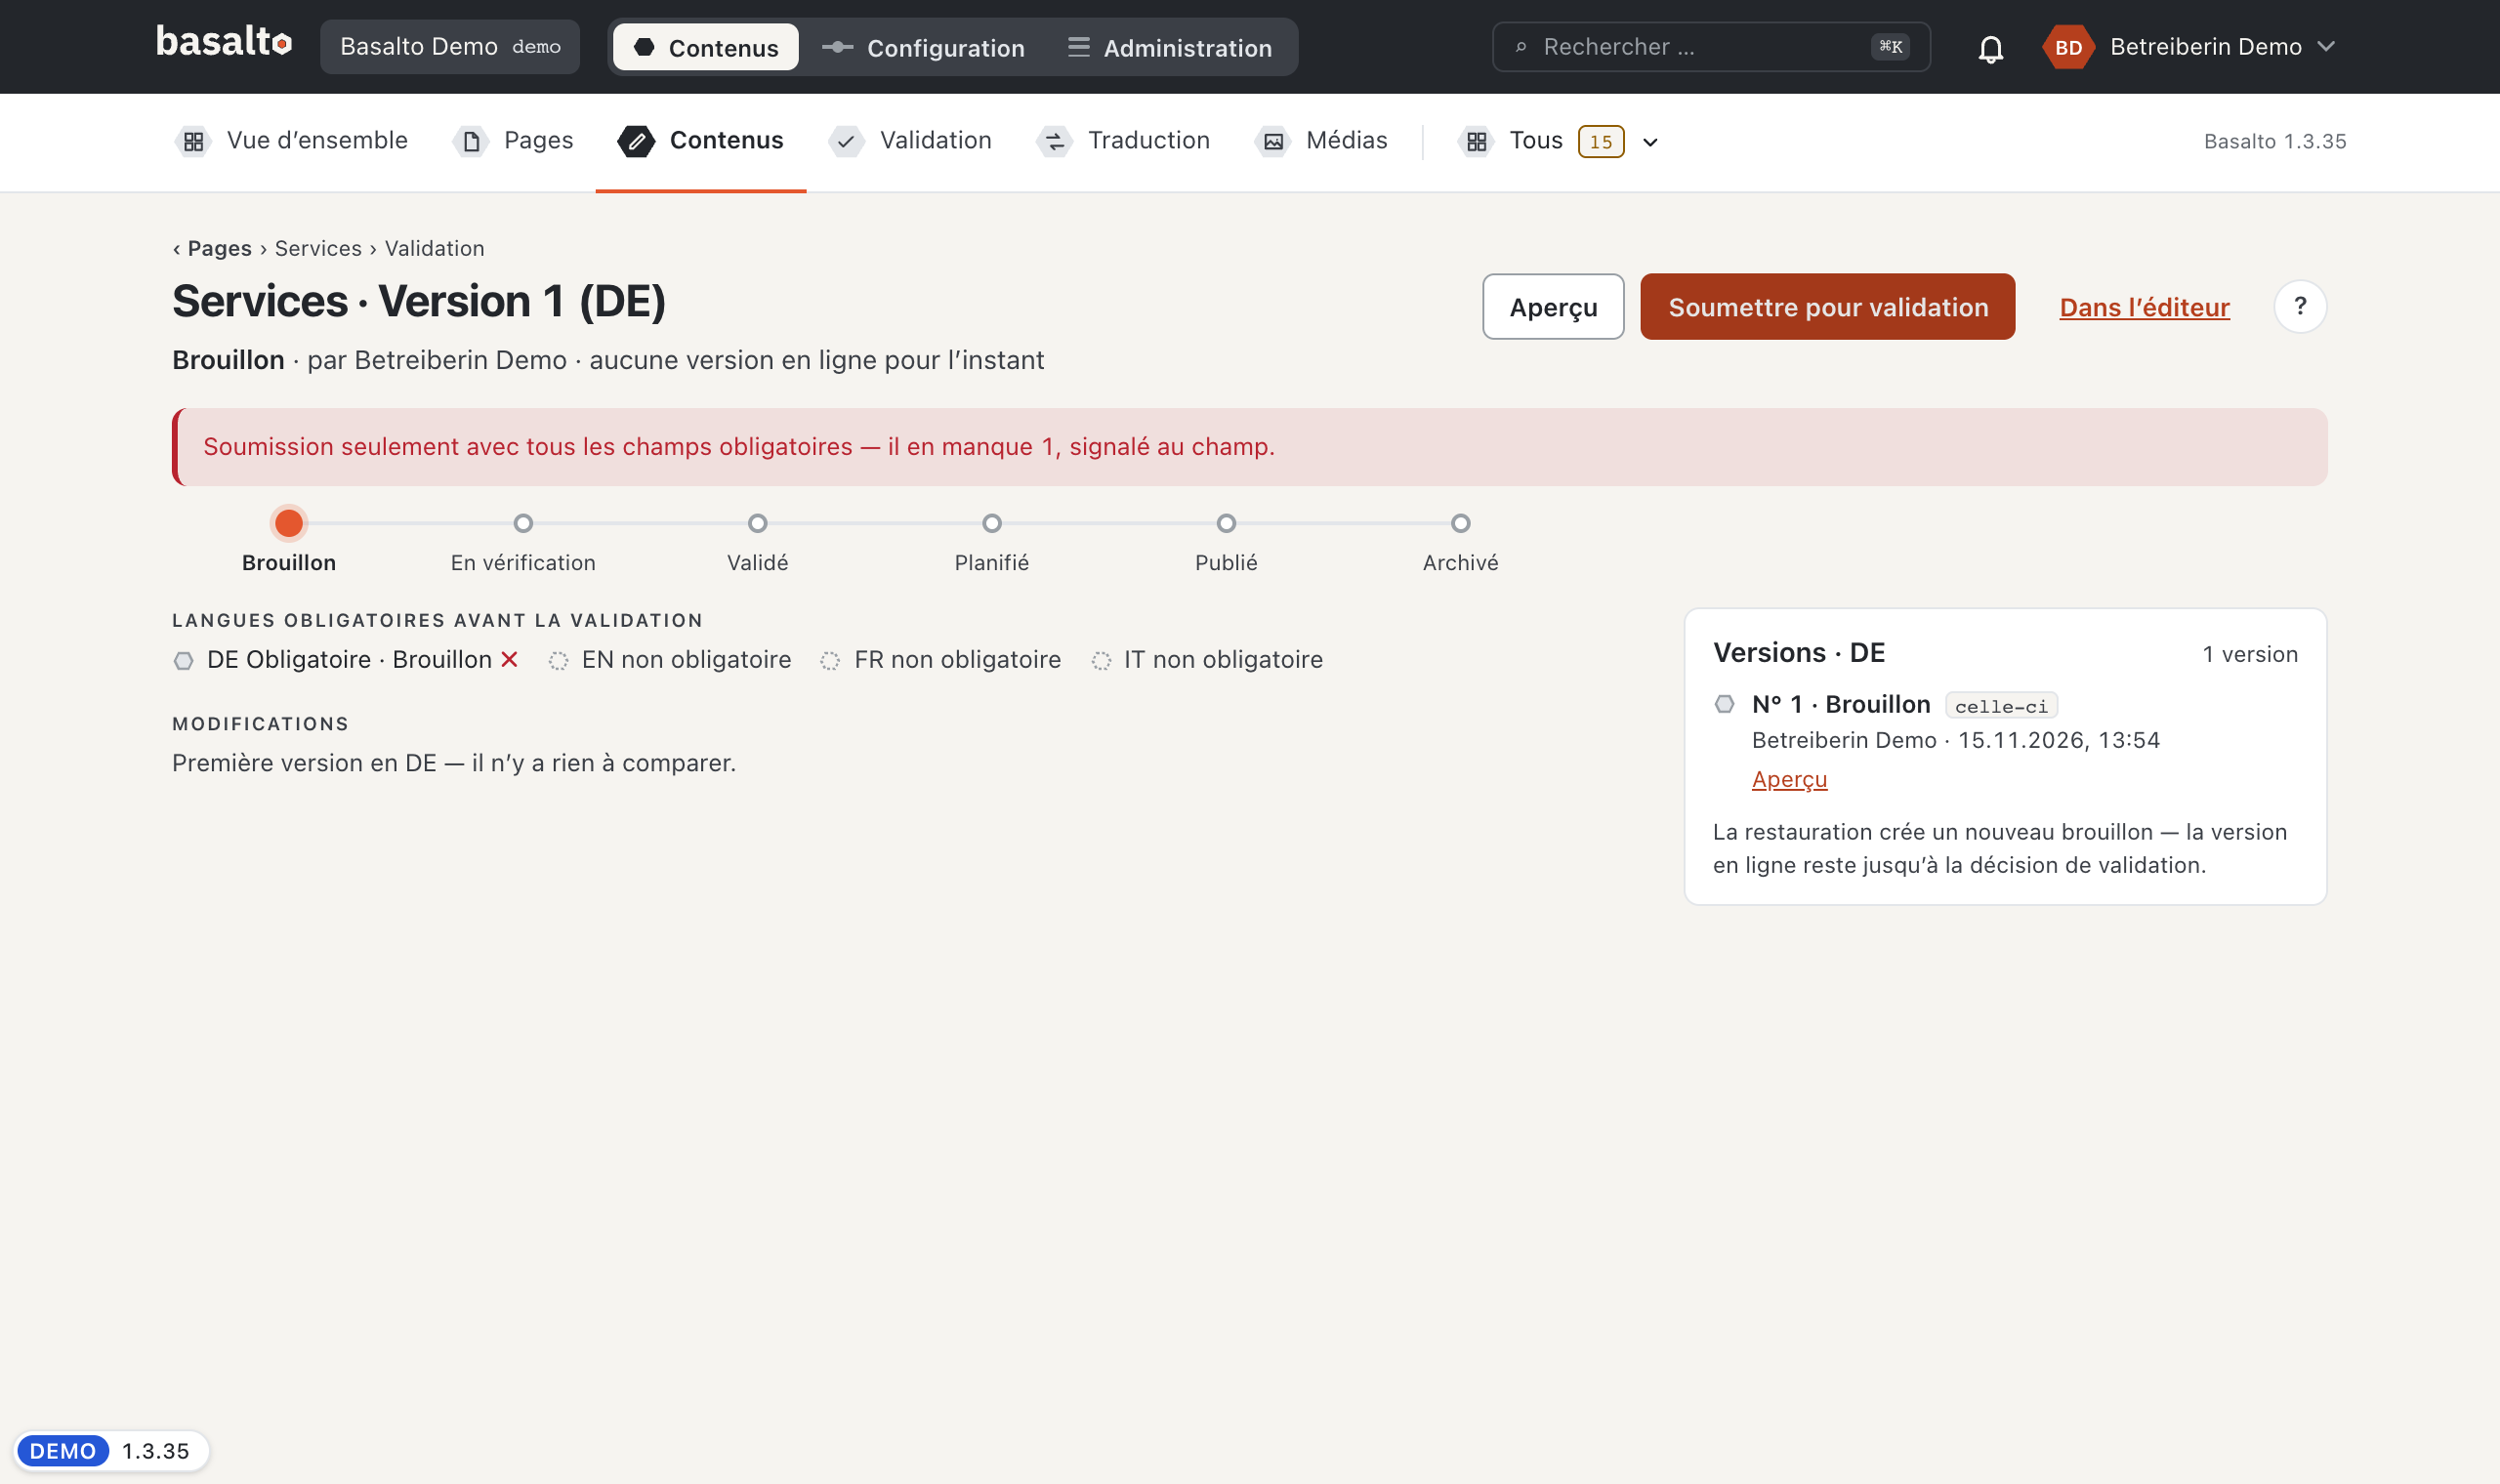 basalto
Basalto Demo demo
Contenus
Configuration
Administration
Rechercher ...
⌘K
BD
Betreiberin Demo
Vue d’ensemble
Pages
Contenus
Validation
Traduction
Médias
Tous 15
Basalto 1.3.35
‹ Pages › Services › Validation
Services · Version 1 (DE)
Aperçu
Soumettre pour validation
Dans l’éditeur
?
Brouillon · par Betreiberin Demo · aucune version en ligne pour l’instant
Soumission seulement avec tous les champs obligatoires — il en manque 1, signalé au champ.
Brouillon
En vérification
Validé
Planifié
Publié
Archivé
LANGUES OBLIGATOIRES AVANT LA VALIDATION
DE Obligatoire · Brouillon ✕
EN non obligatoire
FR non obligatoire
IT non obligatoire
MODIFICATIONS
Première version en DE — il n’y a rien à comparer.
Versions · DE
1 version
N° 1 · Brouillon celle-ci
Betreiberin Demo · 15.11.2026, 13:54
Aperçu
La restauration crée un nouveau brouillon — la version
en ligne reste jusqu’à la décision de validation.
DEMO 1.3.35